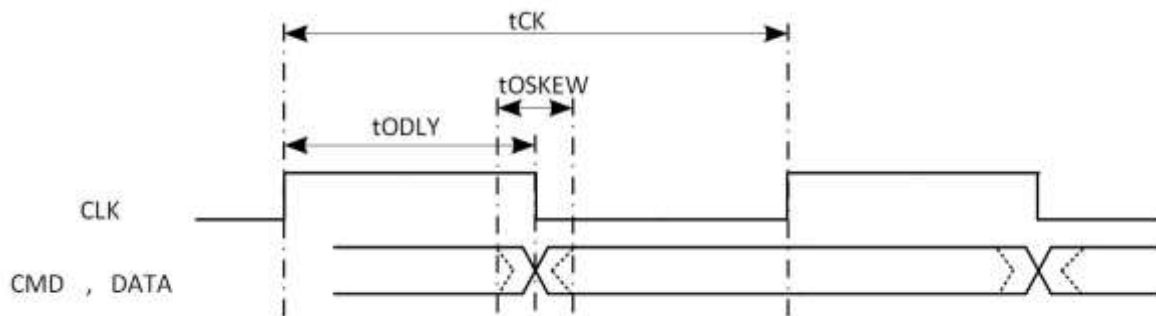 tCK
tOSKEW
tODLY
CLK
CMD , DATA